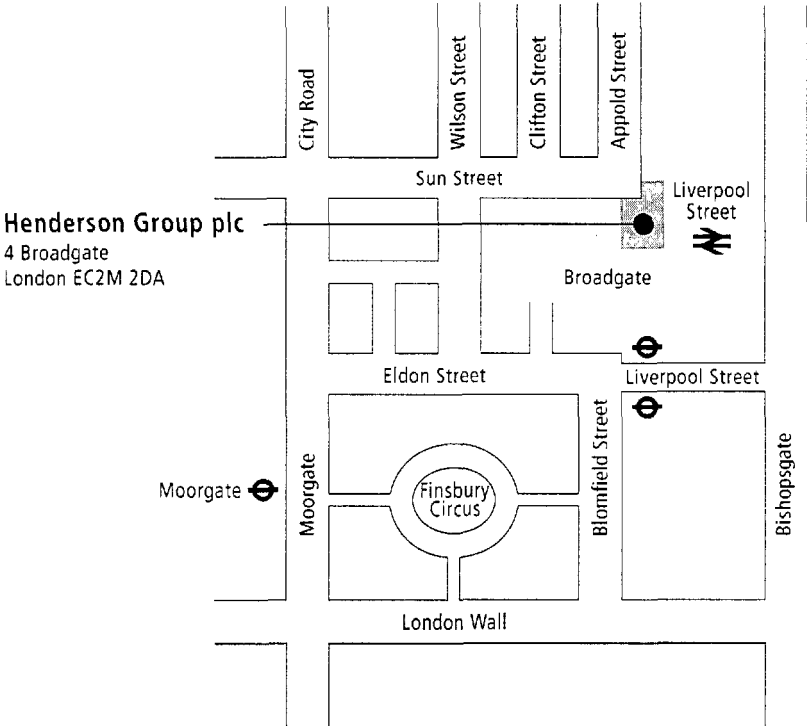 City Road
Wilson Street
Clifton Street
Appold Street
Sun Street
Liverpool
Street
Henderson Group plc
4 Broadgate
London EC2M 2DA
Broadgate
Eldon Street
Liverpool Street
Moorgate
Moorgate
Finsbury
Circus
Blomfield Street
Bishopsgate
London Wall